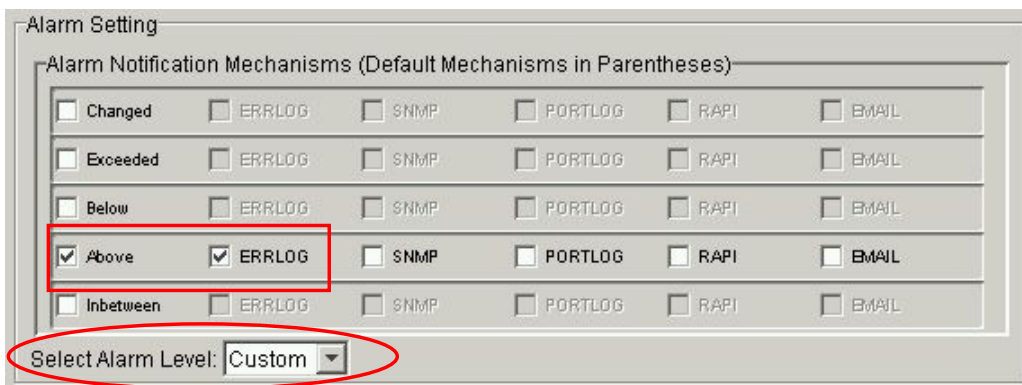 Alarm Setting
Alarm Notification Mechanisms (Default Mechanisms in Parentheses)
Changed ERRLOG SNMP PORTLOG RAPI EMAIL
Exceeded ERRLOG SNMP PORTLOG RAPI EMAIL
Below ERRLOG SNMP PORTLOG RAPI EMAIL
Above ERRLOG SNMP PORTLOG RAPI EMAIL
Inbetween ERRLOG SNMP PORTLOG RAPI EMAIL
Select Alarm Level: Custom